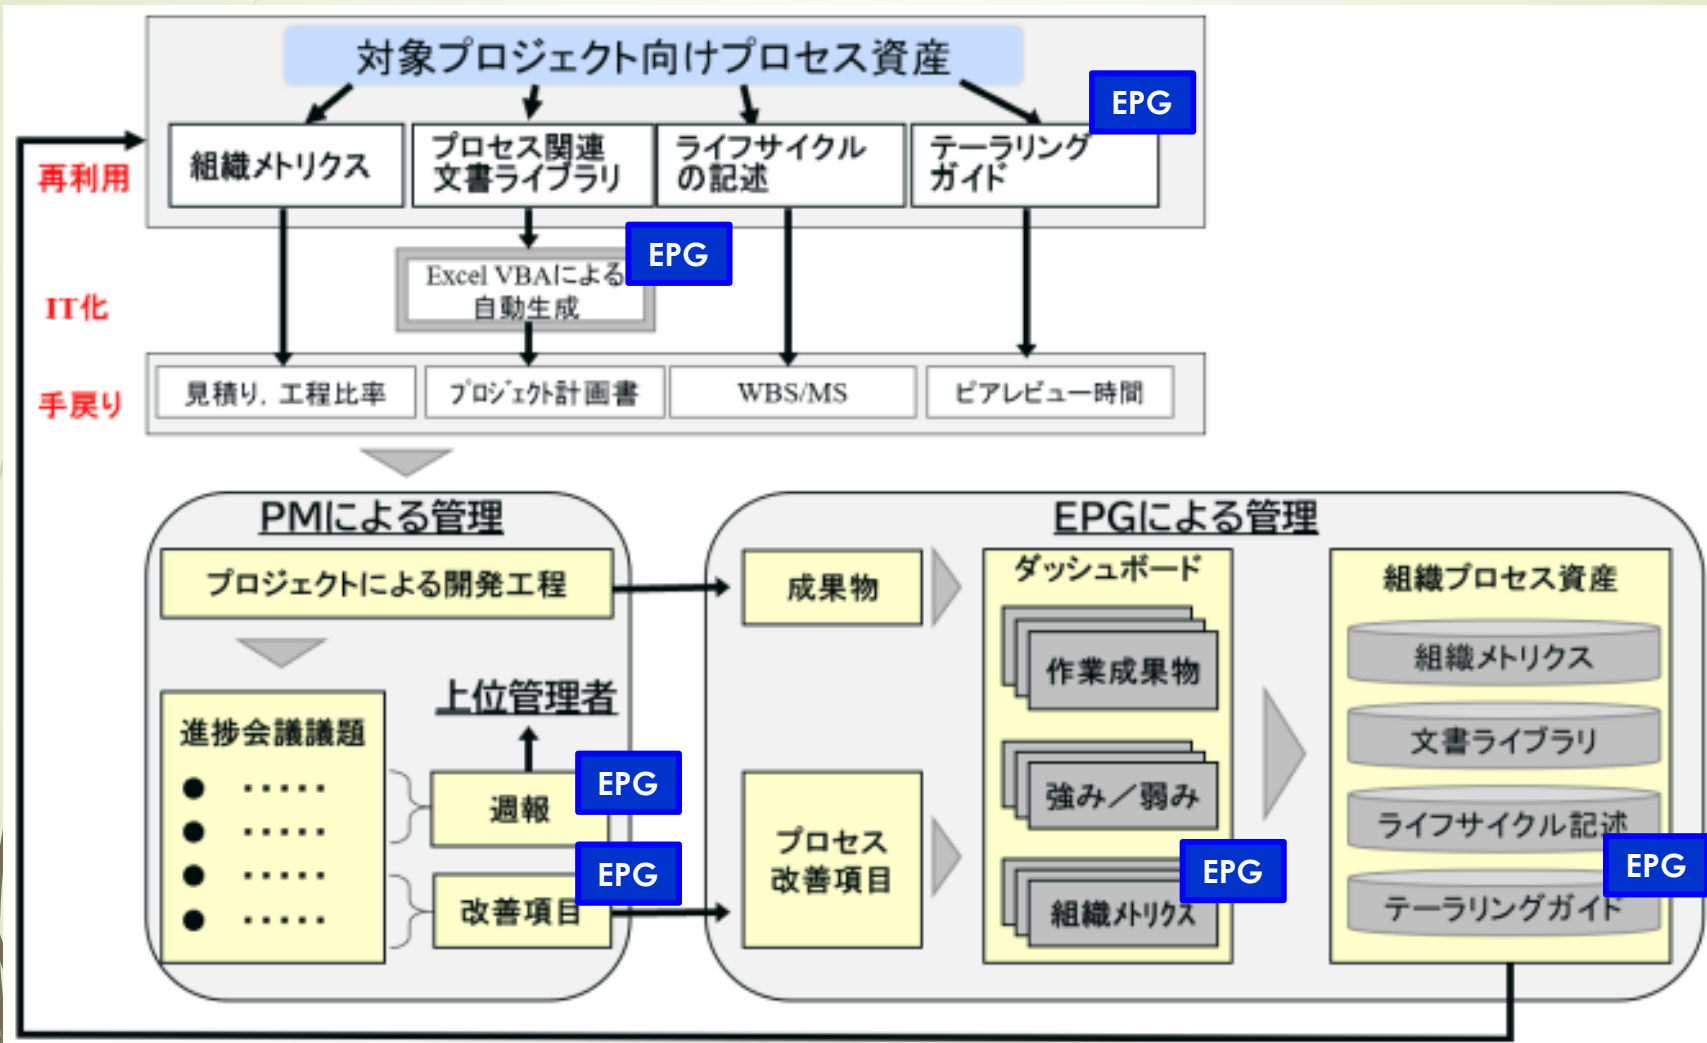 対象プロジェクト向けプロセス資産
EPG
再利用
組織メトリクス
プロセス関連
文書ライブラリ
ライフサイクル
の記述
テーラリング
ガイド
EPG
IT化
Excel VBAによる
自動生成
手戻り
見積り, 工程比率
プロジェクト計画書
WBS/MS
ピアレビュー時間
PMによる管理
プロジェクトによる開発工程
進捗会議議題
● ・・・・・
● ・・・・・
● ・・・・・
● ・・・・・
上位管理者
週報
EPG
改善項目
EPG
EPGによる管理
成果物
プロセス
改善項目
ダッシュボード
作業成果物
強み／弱み
組織メトリクス
EPG
組織プロセス資産
組織メトリクス
文書ライブラリ
ライフサイクル記述
テーラリングガイド
EPG